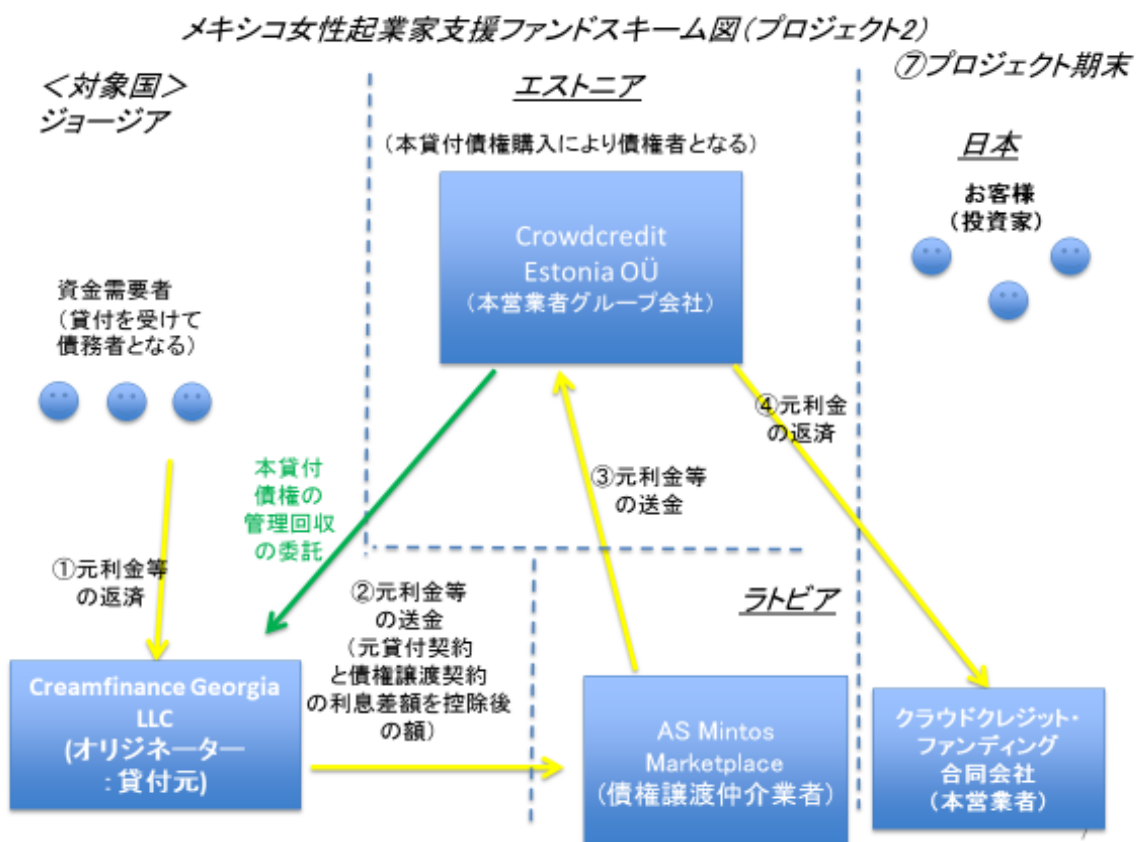 メキシコ女性起業家支援ファンドスキーム図(プロジェクト2)
⑦プロジェクト期末
<対象国>
ジョージア
エストニア
(本貸付債権購入により債権者となる)
日本
お客様
(投資家)
Crowdcredit
Estonia OÜ
(本営業者グループ会社)
資金需要者
(貸付を受けて
債務者となる)
④元利金
の返済
本貸付
債権の
管理回収
の委託
③元利金等
の送金
①元利金等
の返済
②元利金等
の送金
(元貸付契約
と債権譲渡契約
の利息差額を控除後
の額)
ラトビア
Creamfinance Georgia
LLC
(オリジネーター
:貸付元)
AS Mintos
Marketplace
(債権譲渡仲介業者)
クラウドクレジット・
ファンディング
合同会社
(本営業者)